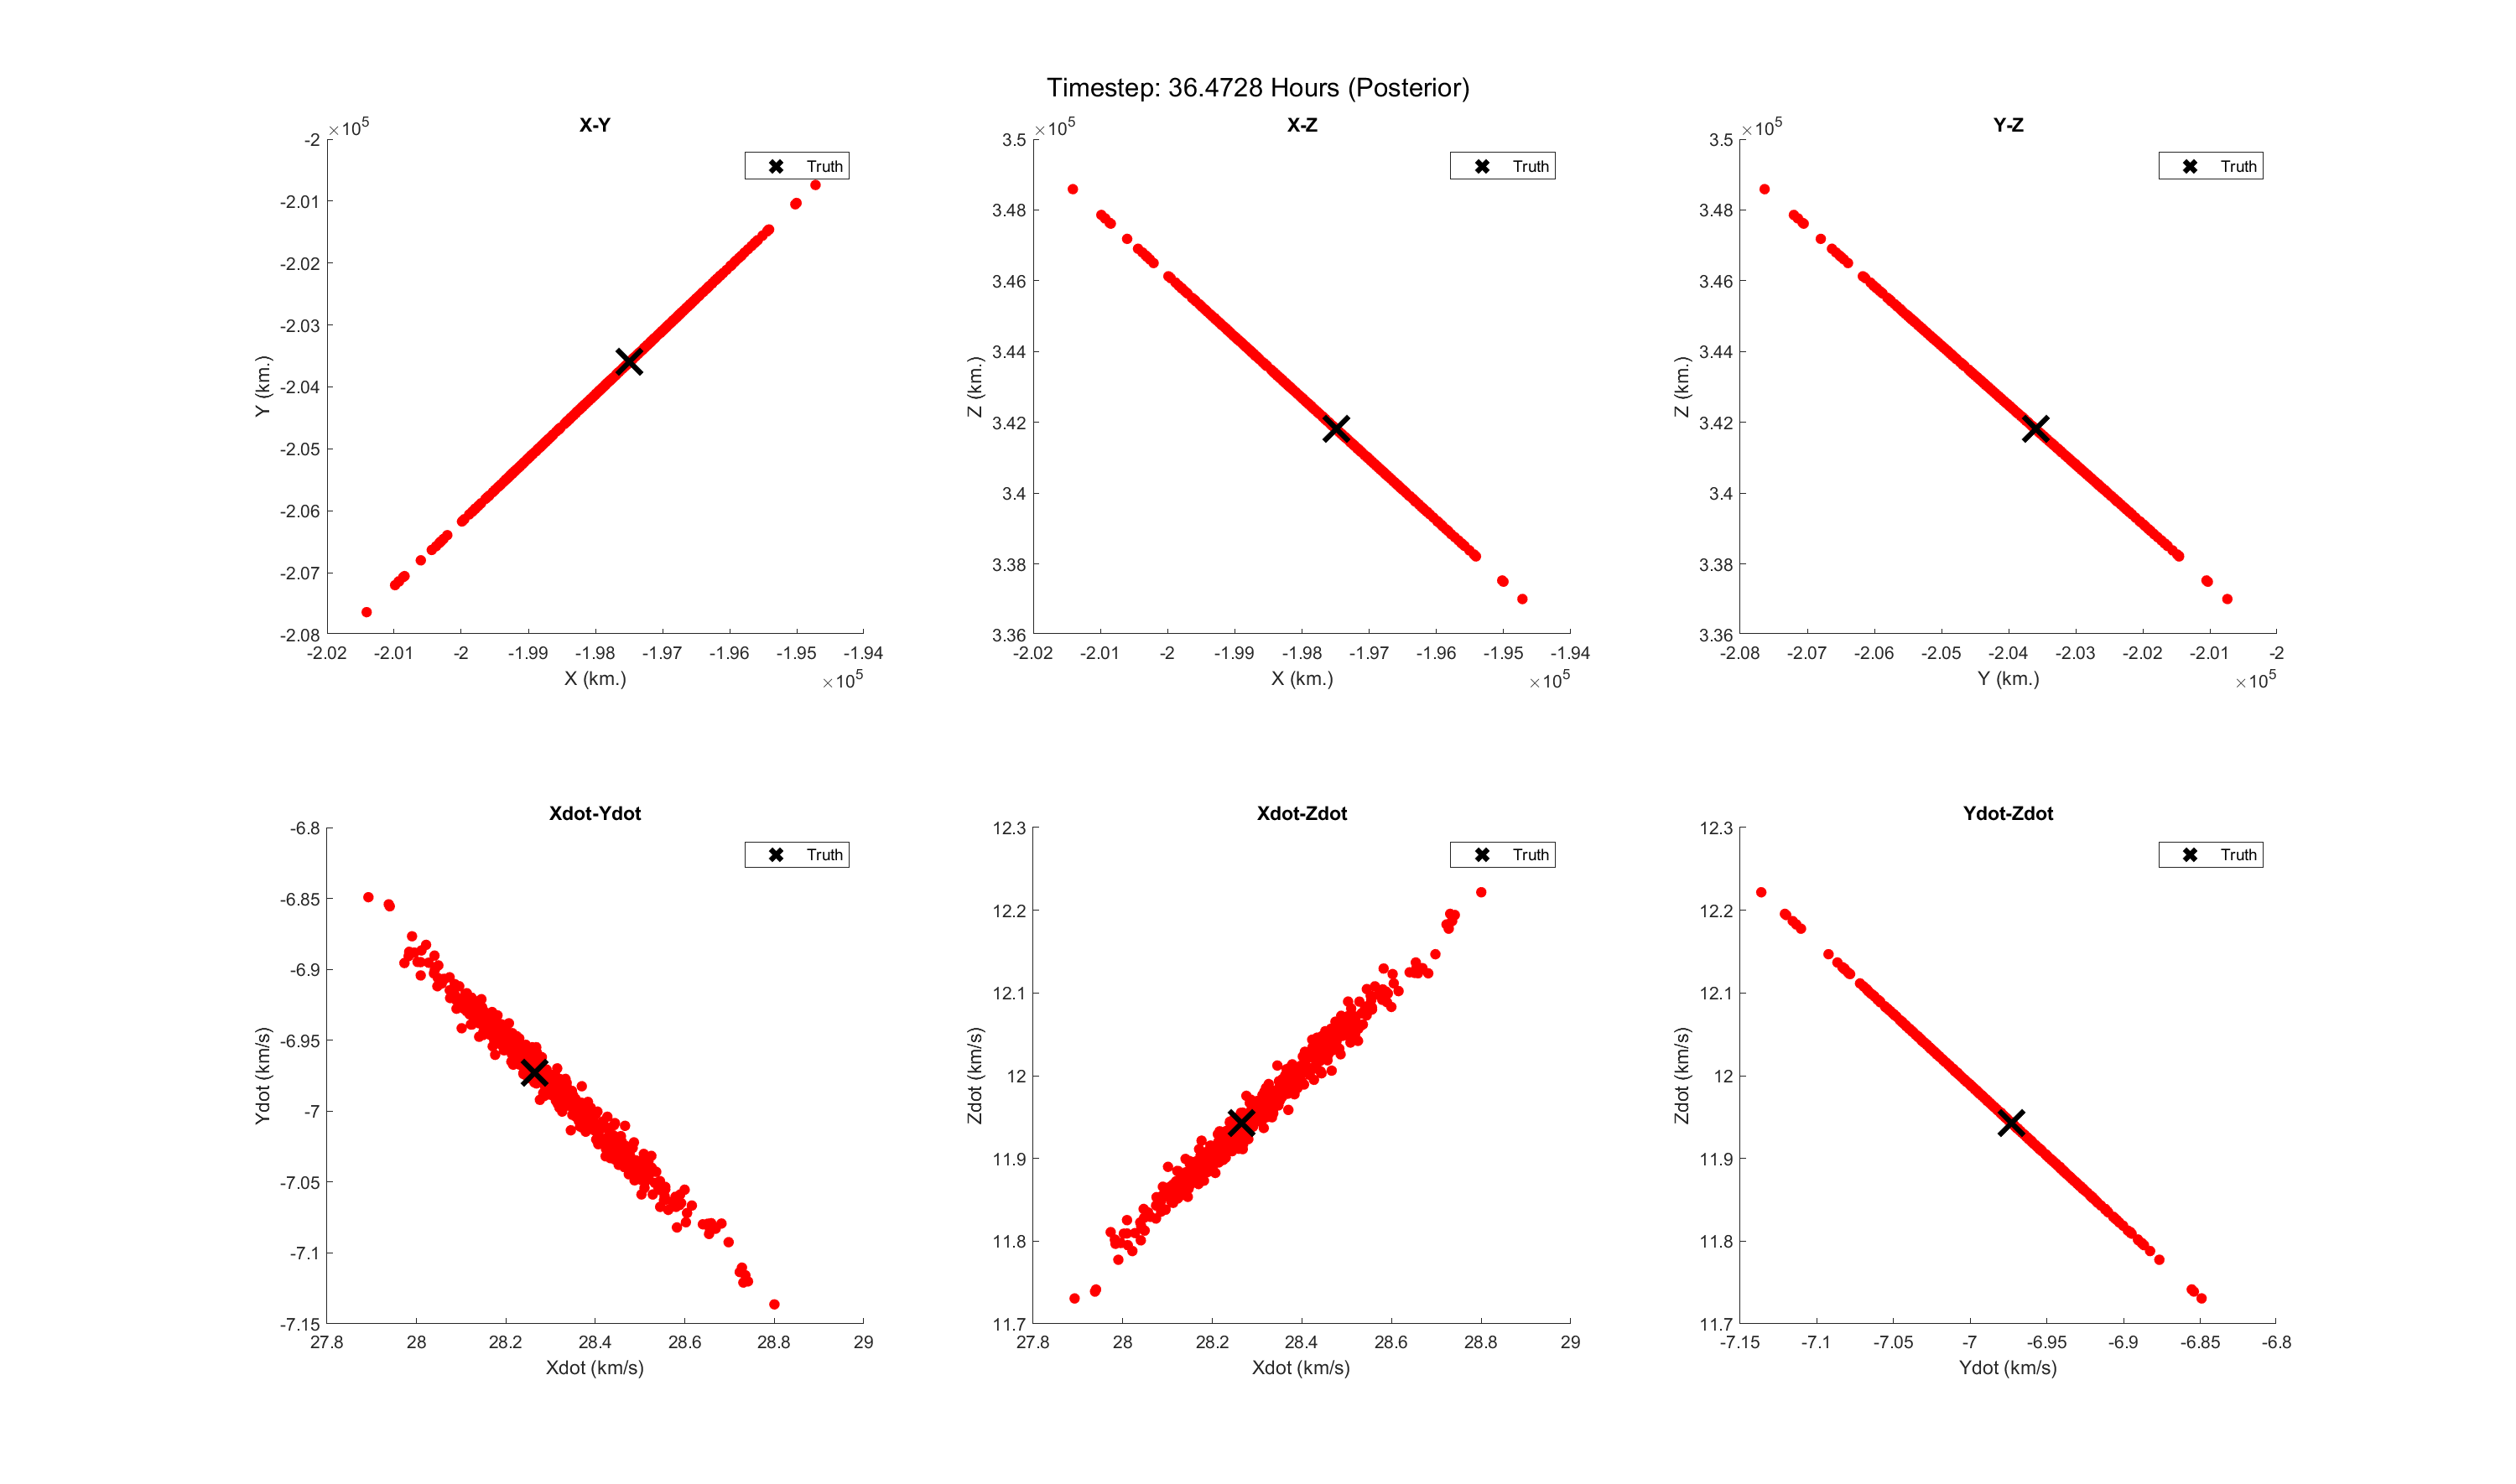 Timestep: 36.4728 Hours (Posterior)
X-Y
×10^5
Truth
-2
-2.01
-2.02
-2.03
-2.04
-2.05
-2.06
-2.07
-2.08
Y (km.)
-2.02 -2.01 -2 -1.99 -1.98 -1.97 -1.96 -1.95 -1.94
X (km.)
×10^5
X-Z
×10^5
Truth
3.5
3.48
3.46
3.44
3.42
3.4
3.38
3.36
Z (km.)
-2.02 -2.01 -2 -1.99 -1.98 -1.97 -1.96 -1.95 -1.94
X (km.)
×10^5
Y-Z
×10^5
Truth
3.5
3.48
3.46
3.44
3.42
3.4
3.38
3.36
Z (km.)
-2.08 -2.07 -2.06 -2.05 -2.04 -2.03 -2.02 -2.01 -2
Y (km.)
×10^5
Xdot-Ydot
Truth
-6.8
-6.85
-6.9
-6.95
-7
-7.05
-7.1
-7.15
Ydot (km/s)
27.8 28 28.2 28.4 28.6 28.8 29
Xdot (km/s)
Xdot-Zdot
Truth
12.3
12.2
12.1
12
11.9
11.8
11.7
Zdot (km/s)
27.8 28 28.2 28.4 28.6 28.8 29
Xdot (km/s)
Ydot-Zdot
Truth
12.3
12.2
12.1
12
11.9
11.8
11.7
Zdot (km/s)
-7.15 -7.1 -7.05 -7 -6.95 -6.9 -6.85 -6.8
Ydot (km/s)